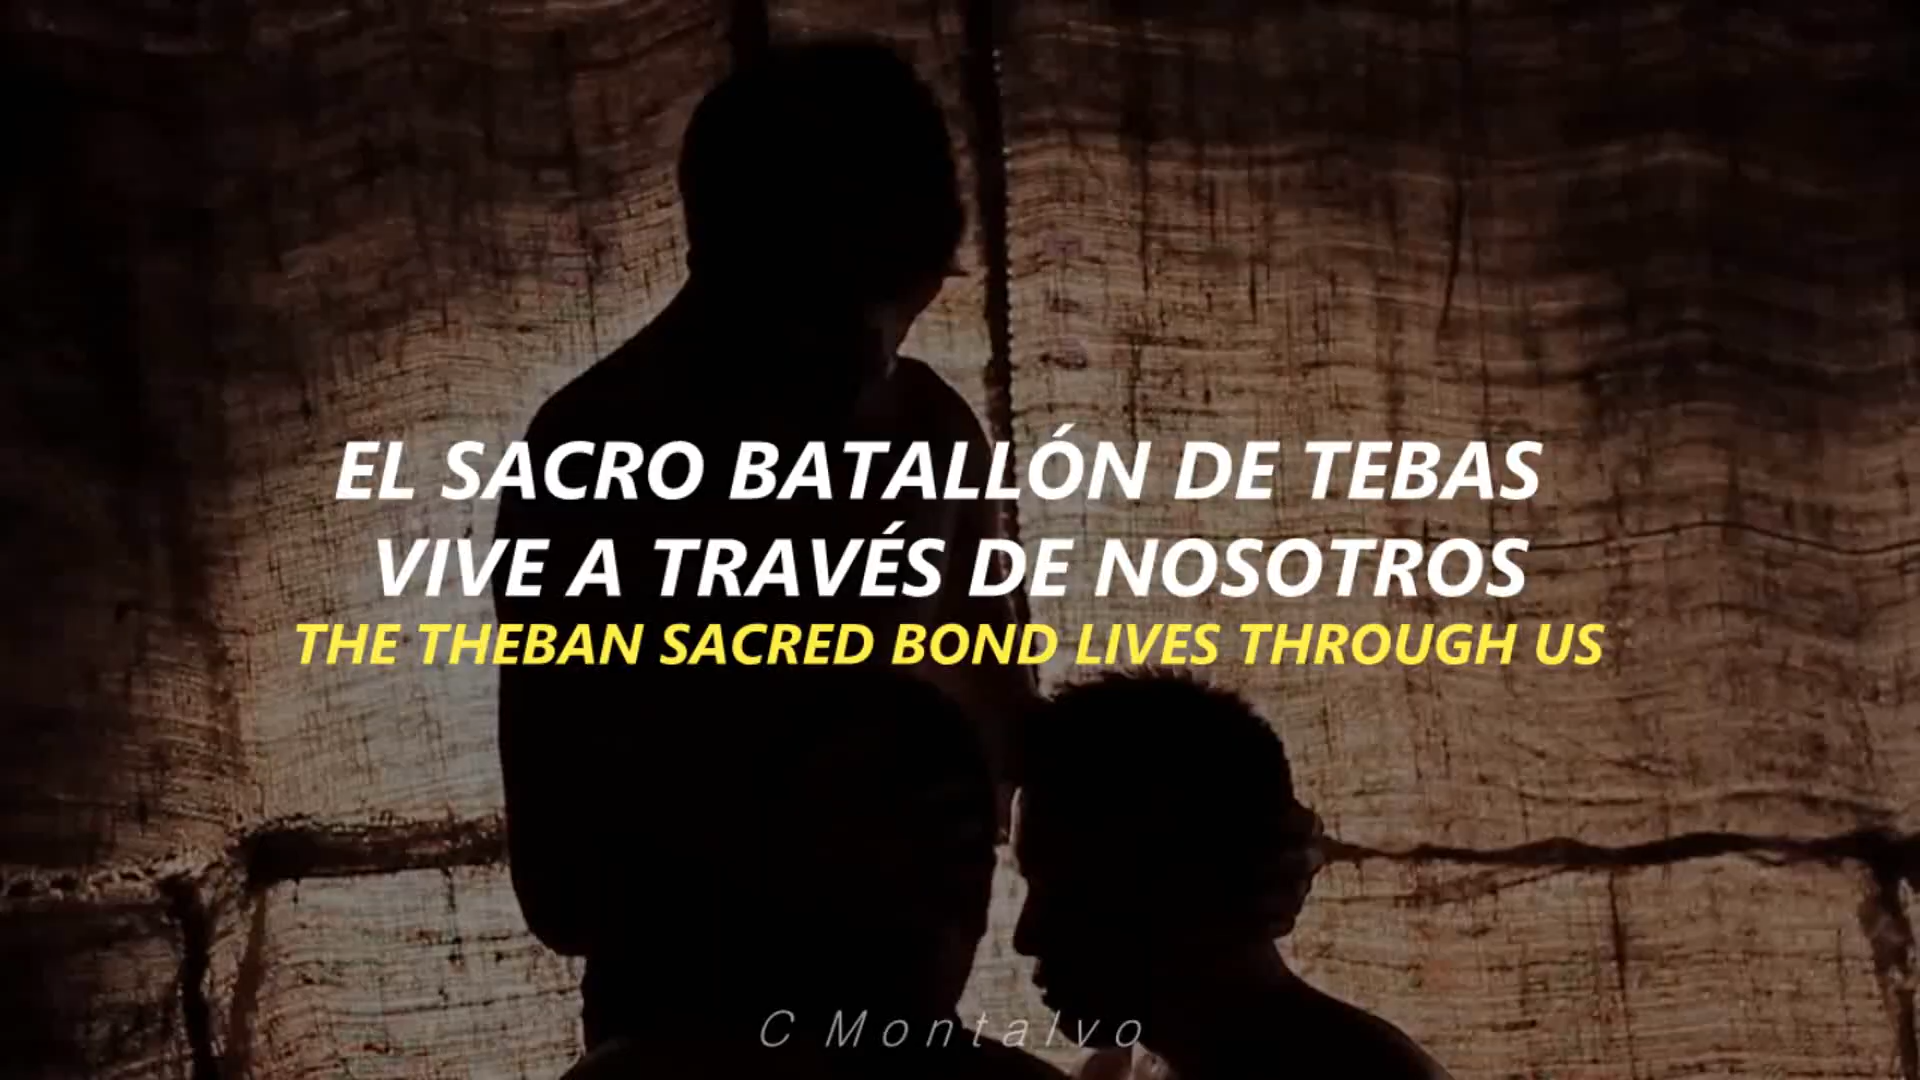 EL SACRO BATALLÓN DE TEBAS
VIVE A TRAVÉS DE NOSOTROS
THE THEBAN SACRED BOND LIVES THROUGH US
C Montalvo